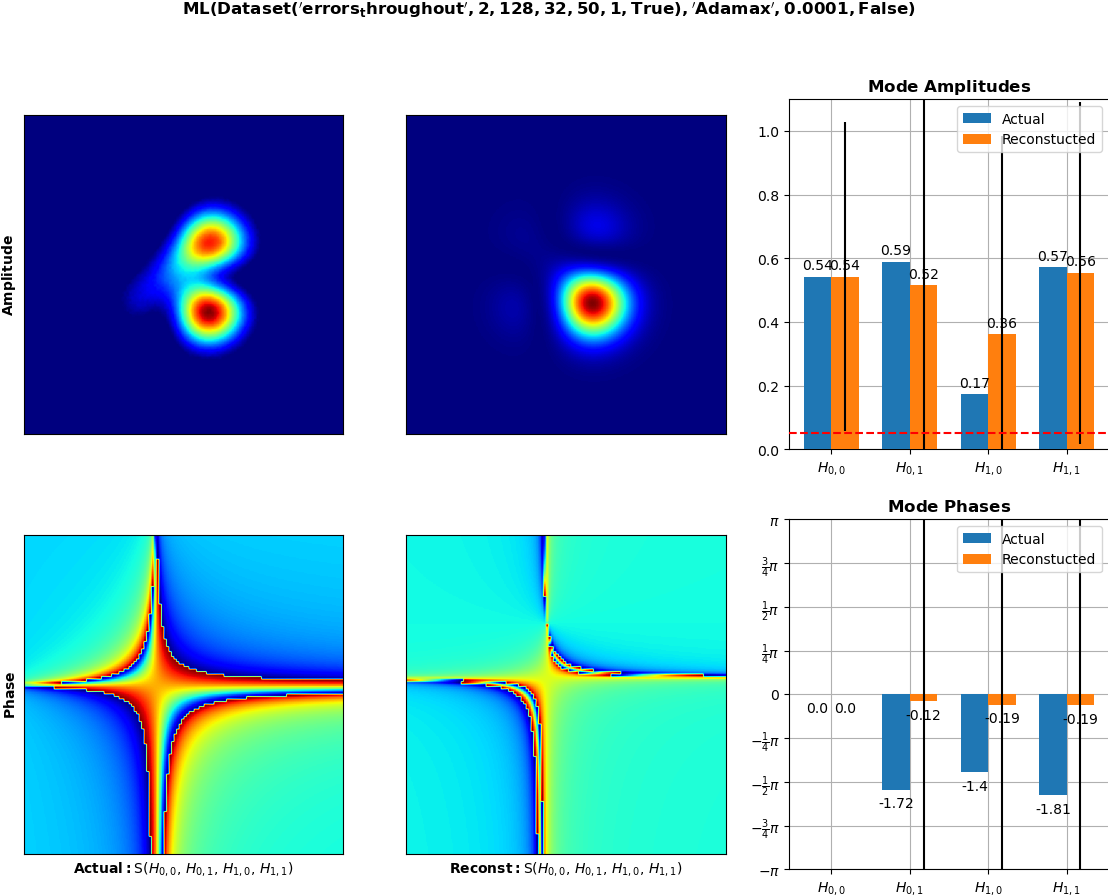 ML(Dataset('errors_throughout', 2, 128, 32, 50, 1, True), 'Adamax', 0.0001, False)
Amplitude
Mode Amplitudes
Actual
Reconstucted
1.0
0.8
0.6
0.4
0.2
0.0
0.54
0.54
0.59
0.52
0.17
0.36
0.57
0.56
H0,0
H0,1
H1,0
H1,1
Phase
Actual: S(H0,0, H0,1, H1,0, H1,1)
Reconst: S(H0,0, H0,1, H1,0, H1,1)
Mode Phases
Actual
Reconstucted
π
3/4π
1/2π
1/4π
0
−1/4π
−1/2π
−3/4π
−π
0.0
0.0
-1.72
-0.12
-1.4
-0.19
-1.81
-0.19
H0,0
H0,1
H1,0
H1,1